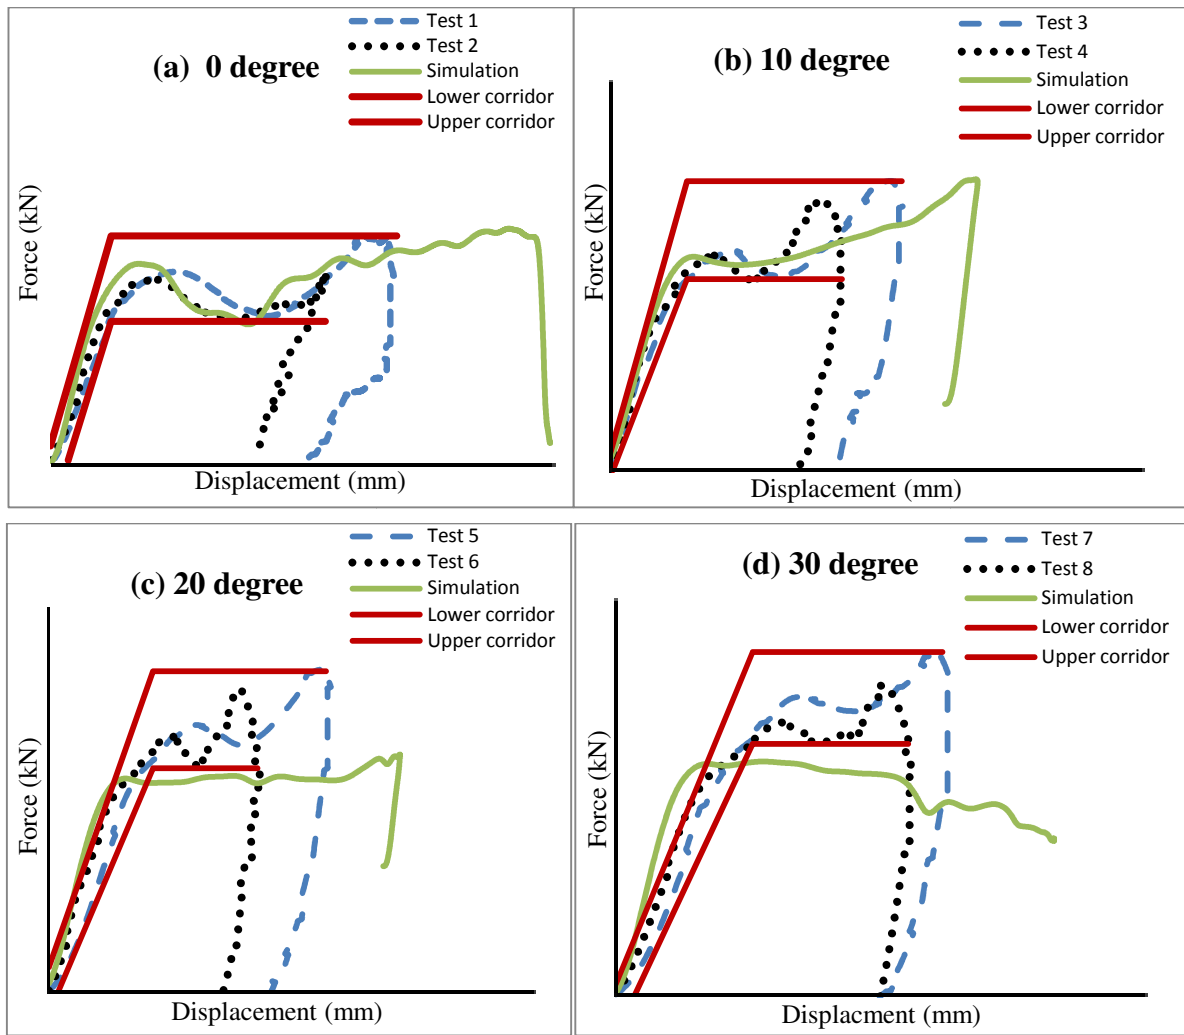 Test 1
Test 2
(a) 0 degree
Simulation
Lower corridor
Upper corridor
Force (kN)
Displacement (mm)
Test 3
(b) 10 degree
Test 4
Simulation
Lower corridor
Upper corridor
Force (kN)
Displacement (mm)
Test 5
Test 6
(c) 20 degree
Simulation
Lower corridor
Upper corridor
Force (kN)
Displacement (mm)
Test 7
(d) 30 degree
Test 8
Simulation
Lower corridor
Upper corridor
Force (kN)
Displacment (mm)